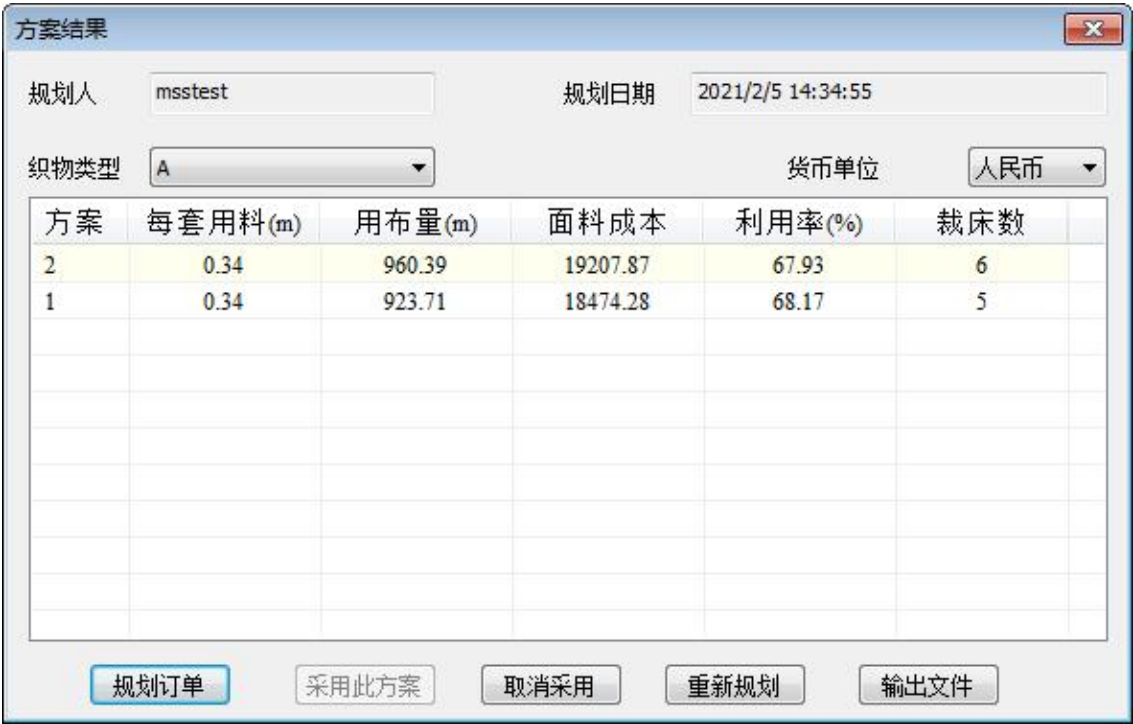 方案结果
规划人 msstest 规划日期 2021/2/5 14:34:55
织物类型 A 货币单位 人民币
方案 每套用料(m) 用布量(m) 面料成本 利用率(%) 裁床数
2 0.34 960.39 19207.87 67.93 6
1 0.34 923.71 18474.28 68.17 5
规划订单 采用此方案 取消采用 重新规划 输出文件